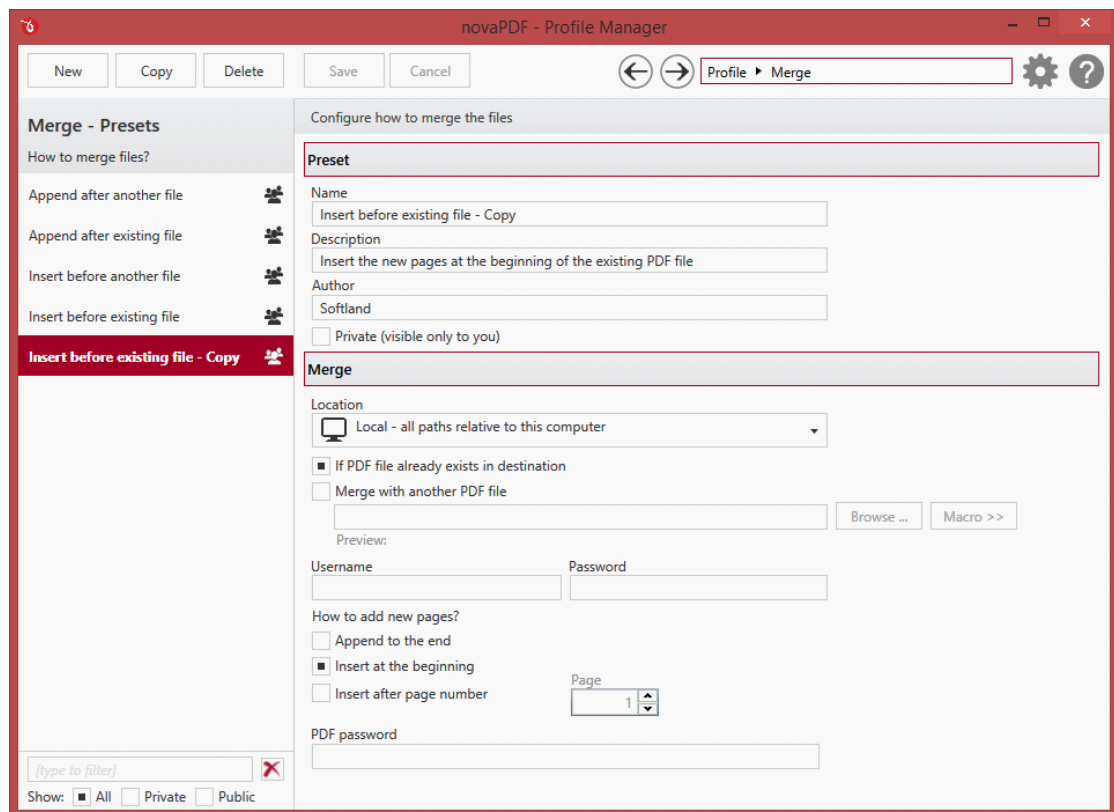 novaPDF - Profile Manager
New Copy Delete Save Cancel Profile Merge
Merge - Presets
How to merge files?
Append after another file
Append after existing file
Insert before another file
Insert before existing file
Insert before existing file - Copy
[type to filter]
Show: All Private Public
Configure how to merge the files
Preset
Name
Insert before existing file - Copy
Description
Insert the new pages at the beginning of the existing PDF file
Author
Softland
Private (visible only to you)
Merge
Location
Local - all paths relative to this computer
If PDF file already exists in destination
Merge with another PDF file
Browse ... Macro >>
Preview:
Username Password
How to add new pages?
Append to the end
Insert at the beginning
Page
Insert after page number 1
PDF password